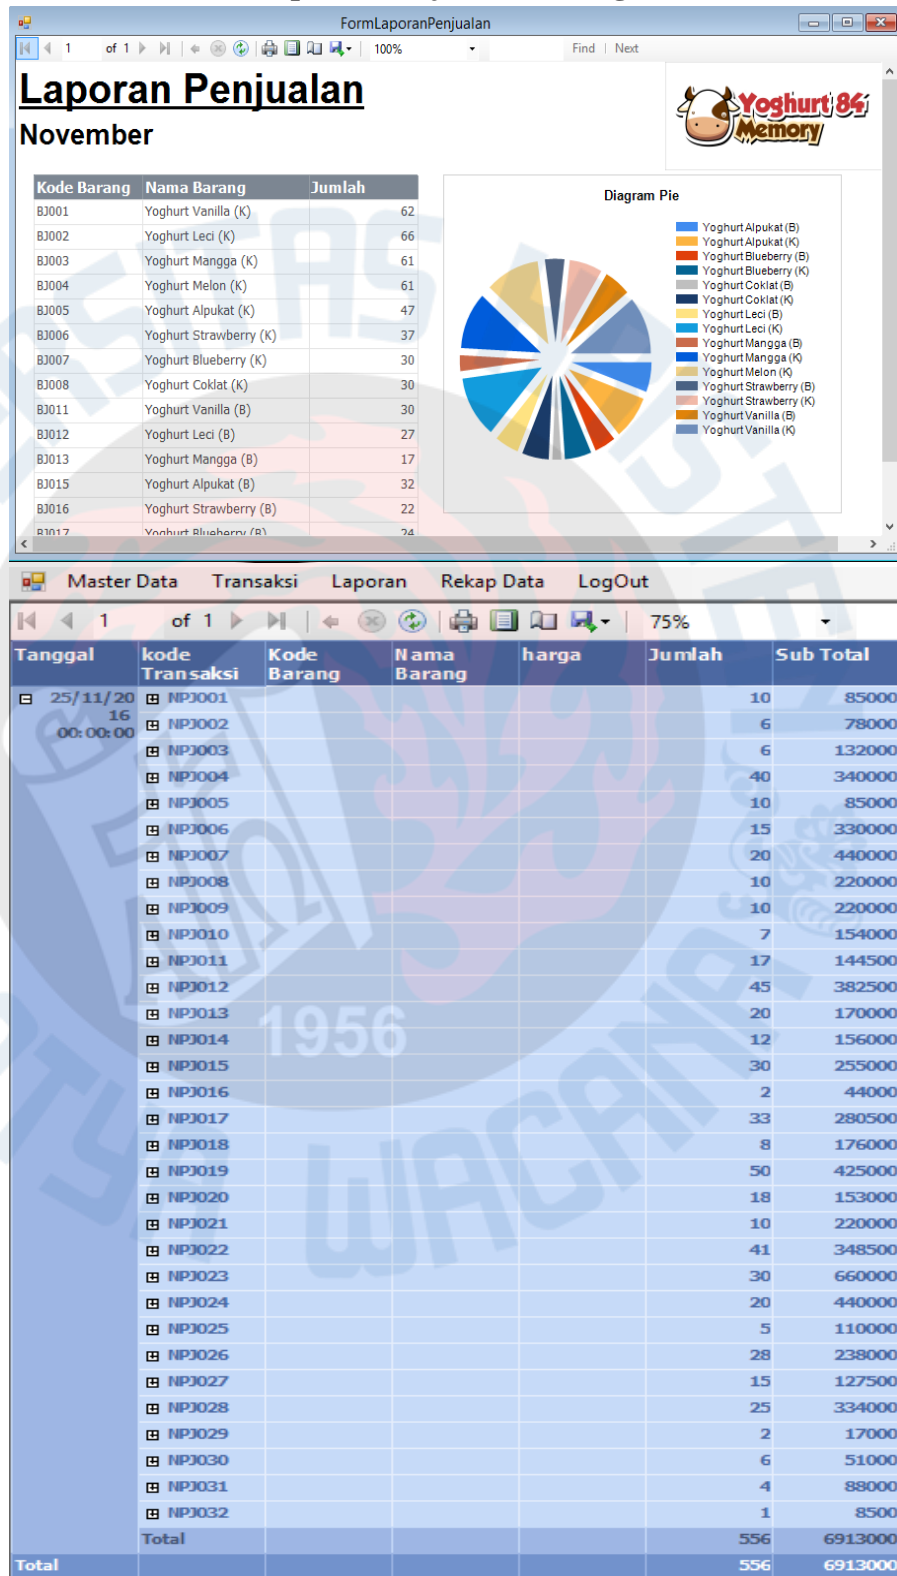 FormLaporanPenjualan
1 of 1 100% Find | Next
Laporan Penjualan
November
Yoghurt 84
Memory
Kode Barang Nama Barang Jumlah
BJ001 Yoghurt Vanilla (K) 62
BJ002 Yoghurt Leci (K) 66
BJ003 Yoghurt Mangga (K) 61
BJ004 Yoghurt Melon (K) 61
BJ005 Yoghurt Alpukat (K) 47
BJ006 Yoghurt Strawberry (K) 37
BJ007 Yoghurt Blueberry (K) 30
BJ008 Yoghurt Coklat (K) 30
BJ011 Yoghurt Vanilla (B) 30
BJ012 Yoghurt Leci (B) 27
BJ013 Yoghurt Mangga (B) 17
BJ015 Yoghurt Alpukat (B) 32
BJ016 Yoghurt Strawberry (B) 22
BJ017 Yoghurt Blueberry (B) 24
Diagram Pie
Yoghurt Alpukat (B)
Yoghurt Alpukat (K)
Yoghurt Blueberry (B)
Yoghurt Blueberry (K)
Yoghurt Coklat (B)
Yoghurt Coklat (K)
Yoghurt Leci (B)
Yoghurt Leci (K)
Yoghurt Mangga (B)
Yoghurt Mangga (K)
Yoghurt Melon (K)
Yoghurt Strawberry (B)
Yoghurt Strawberry (K)
Yoghurt Vanilla (B)
Yoghurt Vanilla (K)
Master Data Transaksi Laporan Rekap Data LogOut
1 of 1 75%
Tanggal kode Transaksi Kode Barang Nama Barang harga Jumlah Sub Total
25/11/2016 00:00:00 NPJ001 10 85000
NPJ002 6 78000
NPJ003 6 132000
NPJ004 40 340000
NPJ005 10 85000
NPJ006 15 330000
NPJ007 20 440000
NPJ008 10 220000
NPJ009 10 220000
NPJ010 7 154000
NPJ011 17 144500
NPJ012 45 382500
NPJ013 20 170000
NPJ014 12 156000
NPJ015 30 255000
NPJ016 2 44000
NPJ017 33 280500
NPJ018 8 176000
NPJ019 50 425000
NPJ020 18 153000
NPJ021 10 220000
NPJ022 41 348500
NPJ023 30 660000
NPJ024 20 440000
NPJ025 5 110000
NPJ026 28 238000
NPJ027 15 127500
NPJ028 25 334000
NPJ029 2 17000
NPJ030 6 51000
NPJ031 4 88000
NPJ032 1 8500
Total 556 6913000
Total 556 6913000
1956
WACANA